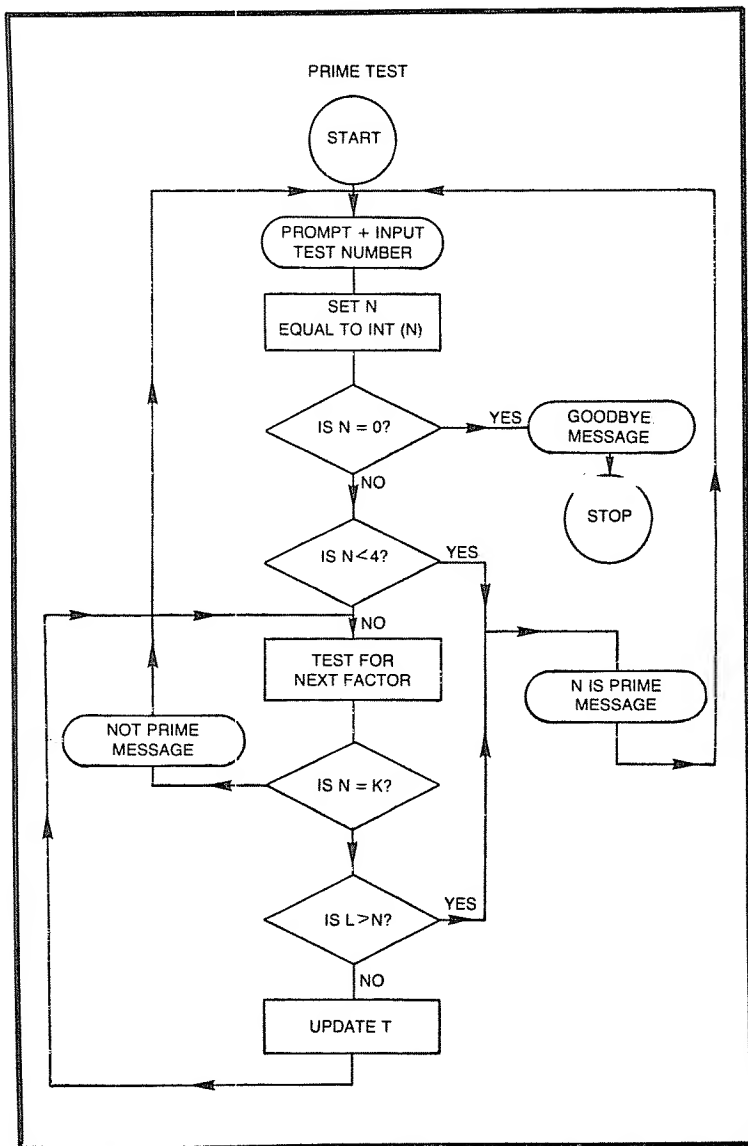 PRIME TEST
START
PROMPT + INPUT
TEST NUMBER
SET N
EQUAL TO INT (N)
IS N = 0?
YES
GOODBYE
MESSAGE
STOP
NO
IS N<4?
YES
NO
TEST FOR
NEXT FACTOR
N IS PRIME
MESSAGE
NOT PRIME
MESSAGE
IS N = K?
IS L>N?
YES
NO
UPDATE T